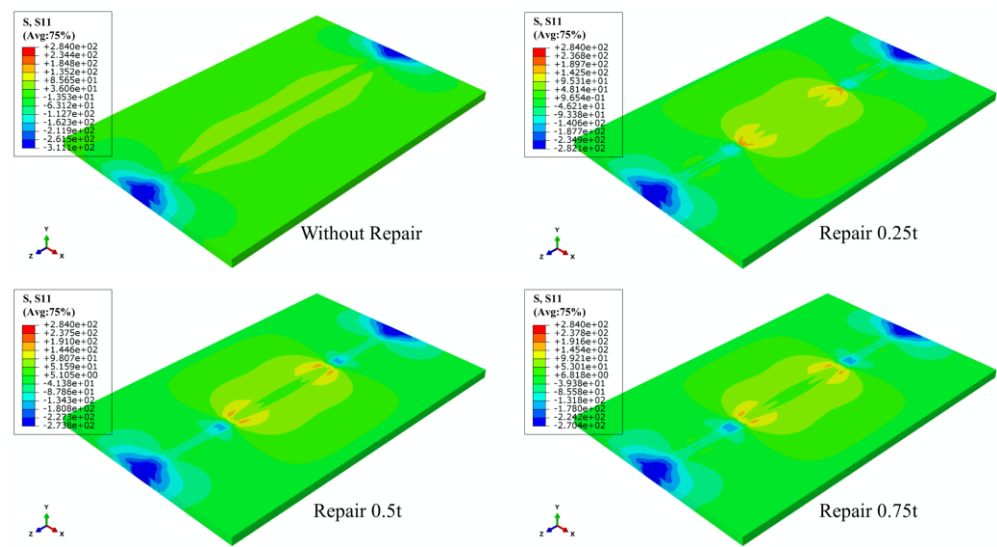 S, S11
(Avg:75%)
+2.840e+02
+2.344e+02
+1.848e+02
+1.352e+02
+8.565e+01
+3.606e+01
-1.353e+01
-6.312e+01
-1.127e+02
-1.623e+02
-2.119e+02
-2.615e+02
-3.111e+02
Y
Z
X
Without Repair
S, S11
(Avg:75%)
+2.840e+02
+2.368e+02
+1.897e+02
+1.425e+02
+9.531e+01
+4.814e+01
+9.654e-01
-4.621e+01
-9.338e+01
-1.406e+02
-1.877e+02
-2.349e+02
-2.821e+02
Y
Z
X
Repair 0.25t
S, S11
(Avg:75%)
+2.840e+02
+2.375e+02
+1.910e+02
+1.446e+02
+9.807e+01
+5.159e+01
+5.105e+00
-4.138e+01
-8.786e+01
-1.343e+02
-1.808e+02
-2.273e+02
-2.738e+02
Y
Z
X
Repair 0.5t
S, S11
(Avg:75%)
+2.840e+02
+2.378e+02
+1.916e+02
+1.454e+02
+9.921e+01
+5.301e+01
+6.818e+00
-3.938e+01
-8.558e+01
-1.318e+02
-1.780e+02
-2.242e+02
-2.704e+02
Y
Z
X
Repair 0.75t